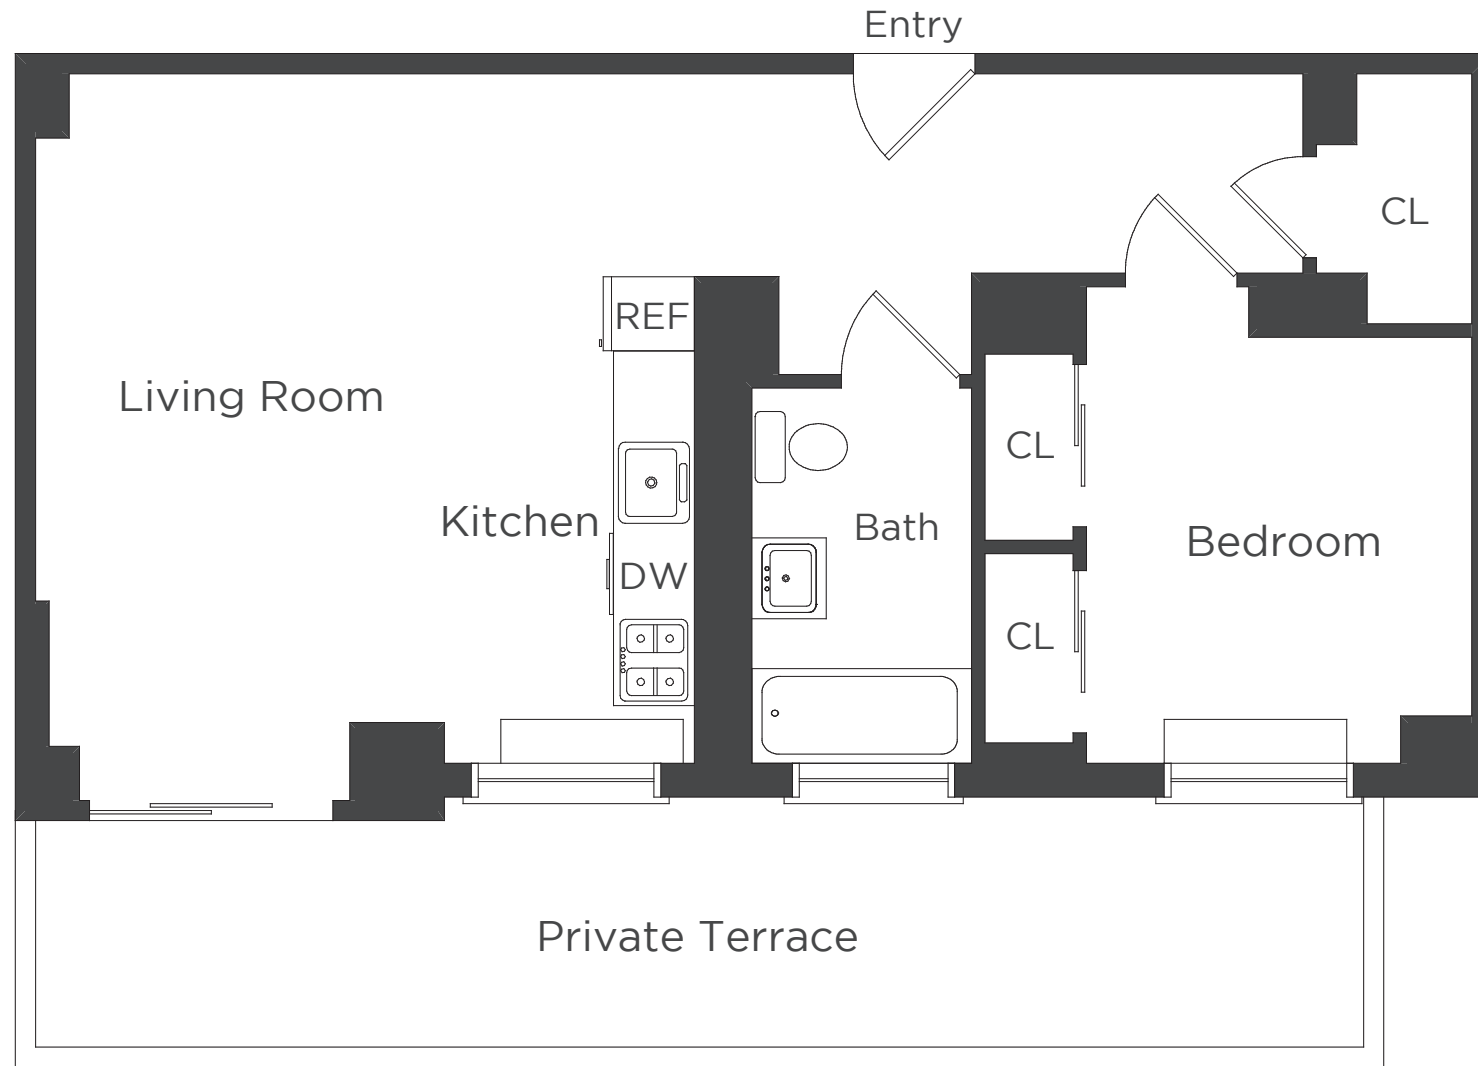 Entry
CL
REF
Living Room
CL
Kitchen
Bath
Bedroom
DW
CL
Private Terrace